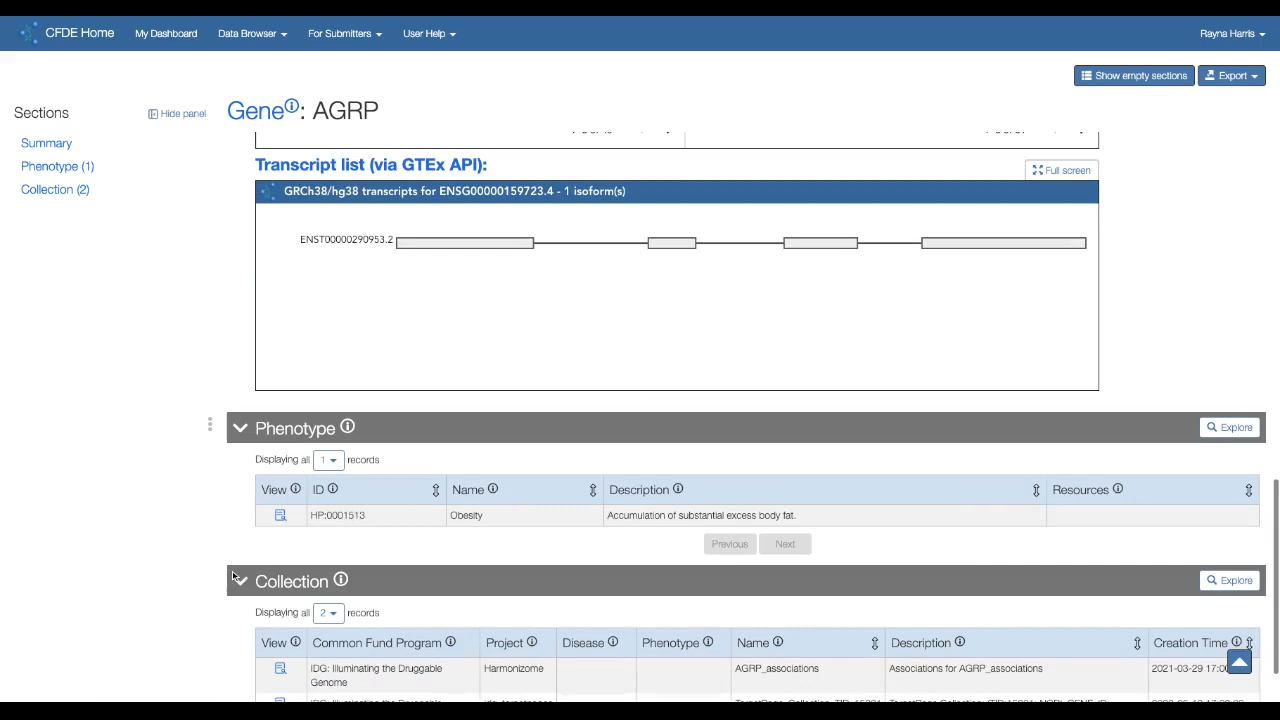 CFDE Home My Dashboard Data Browser For Submitters User Help Rayna Harris
Show empty sections Export
Sections Hide panel Gene: AGRP
Summary
Phenotype (1)
Collection (2)
Transcript list (via GTEx API): Full screen
GRCh38/hg38 transcripts for ENSG00000159723.4 - 1 isoform(s)
ENST00000290953.2
Phenotype Explore
Displaying all 1 records
View ID Name Description Resources
HP:0001513 Obesity Accumulation of substantial excess body fat.
Previous Next
Collection Explore
Displaying all 2 records
View Common Fund Program Project Disease Phenotype Name Description Creation Time
IDG: Illuminating the Druggable Harmonizome AGRP_associations Associations for AGRP_associations 2021-03-29 17:0
Genome